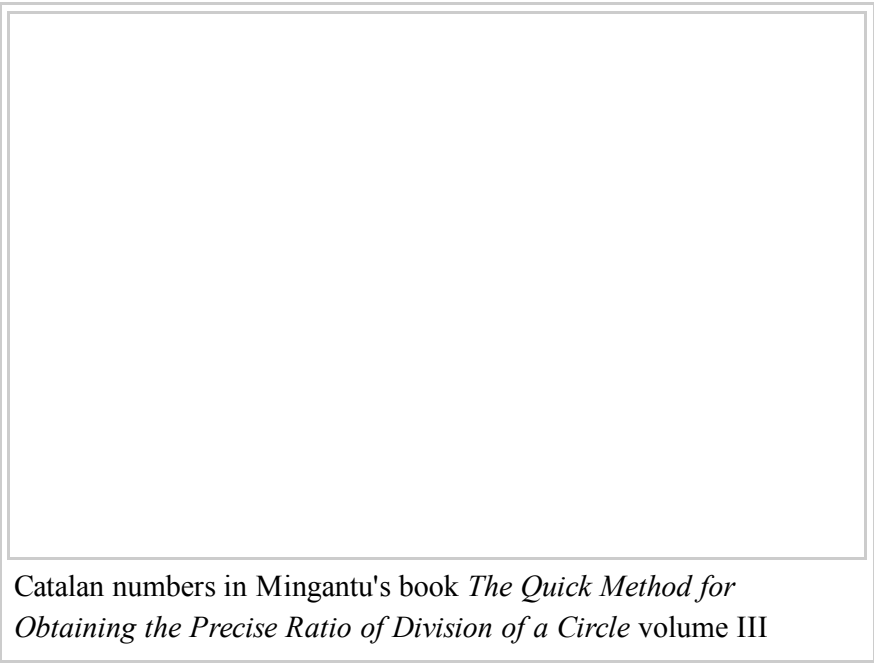 Catalan numbers in Mingantu's book The Quick Method for
Obtaining the Precise Ratio of Division of a Circle volume III